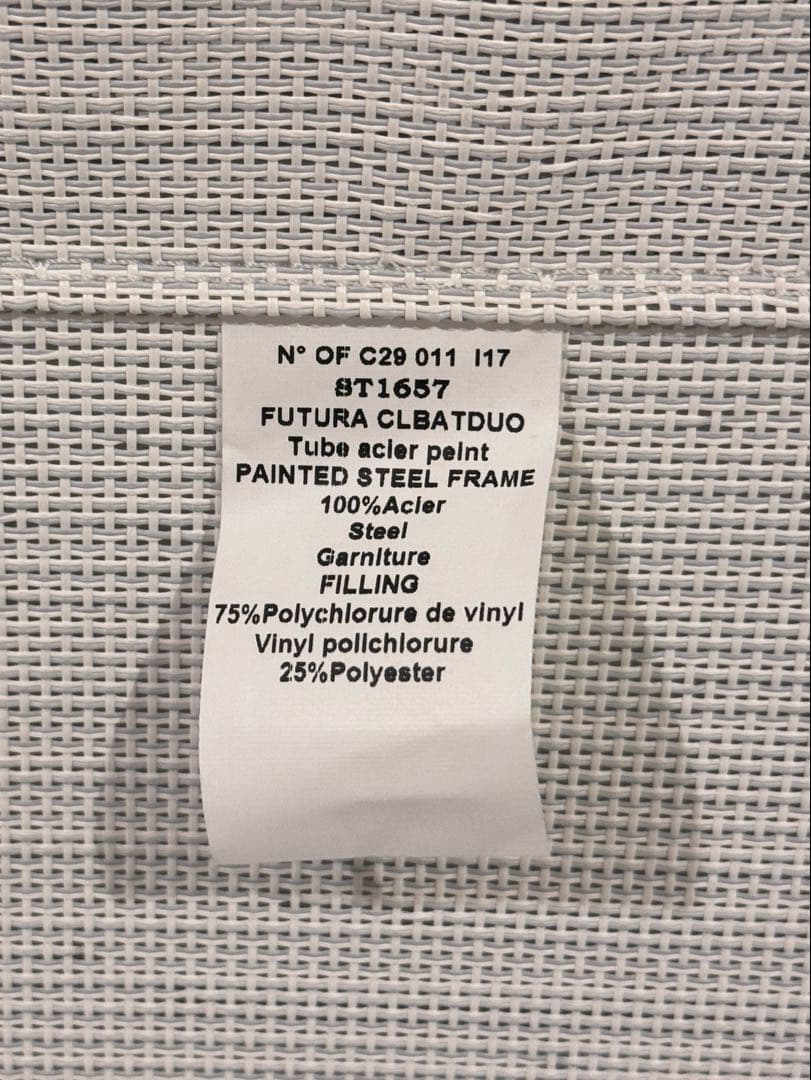 N° OF C29 011 I17
ST1657
FUTURA CLBATDUO
Tube acier peint
PAINTED STEEL FRAME
100%Acier
Steel
Garniture
FILLING
75%Polychlorure de vinyl
Vinyl polichlorure
25%Polyester